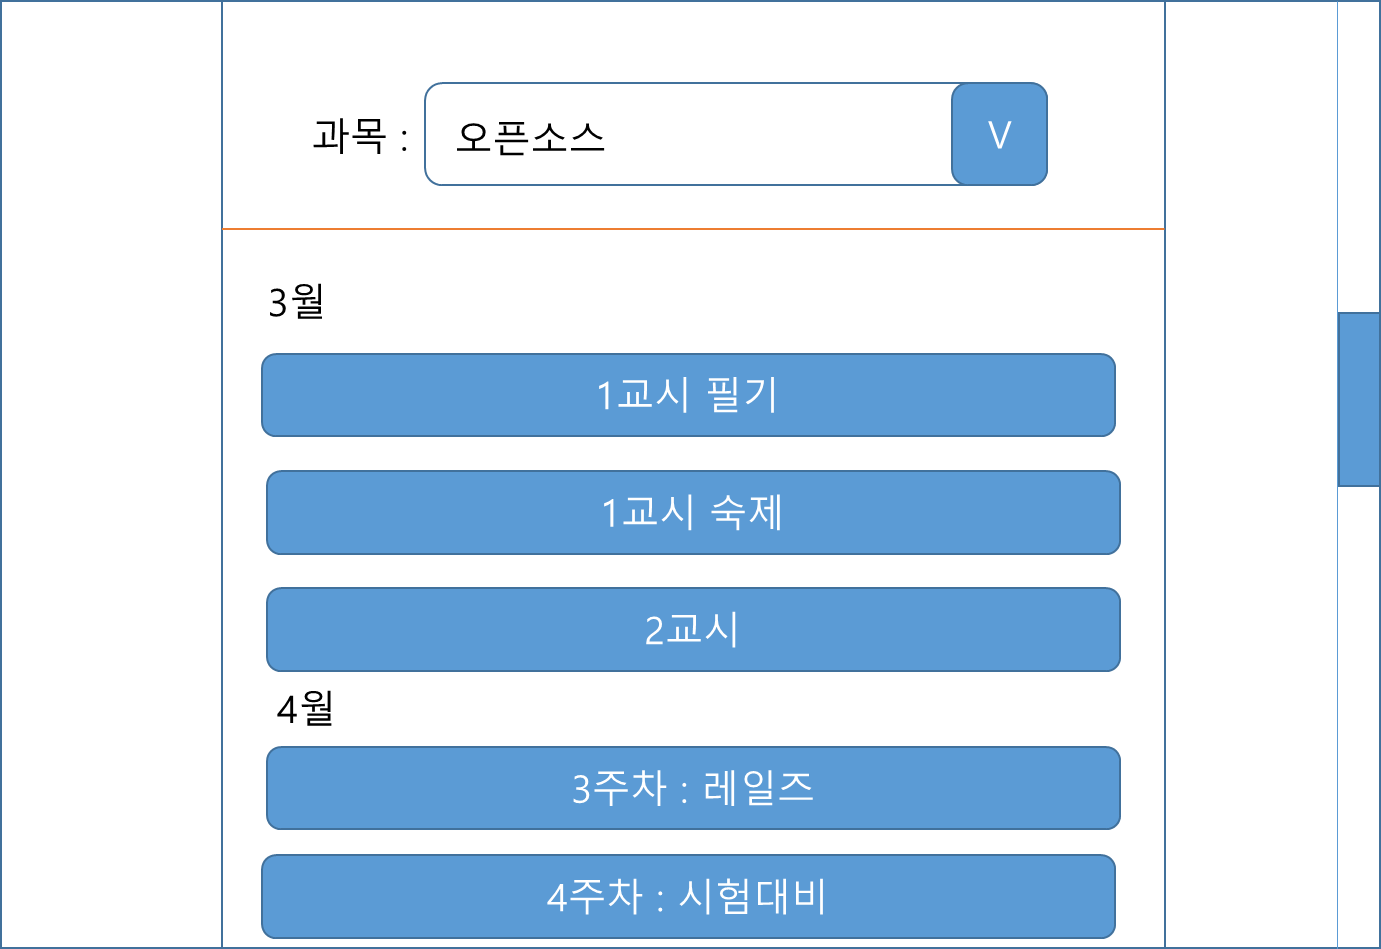 과목 : 오픈소스 V
3월
1교시 필기
1교시 숙제
2교시
4월
3주차 : 레일즈
4주차 : 시험대비